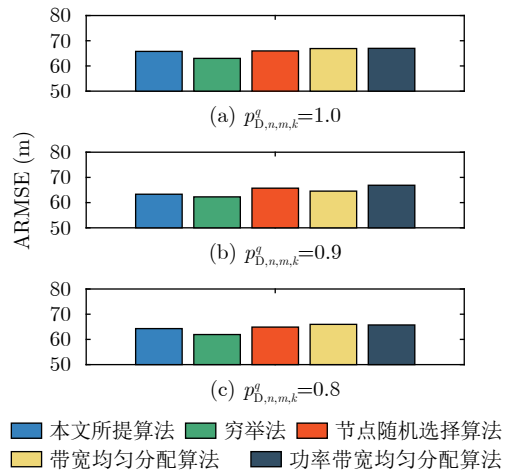 ARMSE (m)
80
70
60
50
(a) p^q_{D,n,m,k}=1.0
80
70
60
50
(b) p^q_{D,n,m,k}=0.9
80
70
60
50
(c) p^q_{D,n,m,k}=0.8
本文所提算法 穷举法 节点随机选择算法
带宽均匀分配算法 功率带宽均匀分配算法